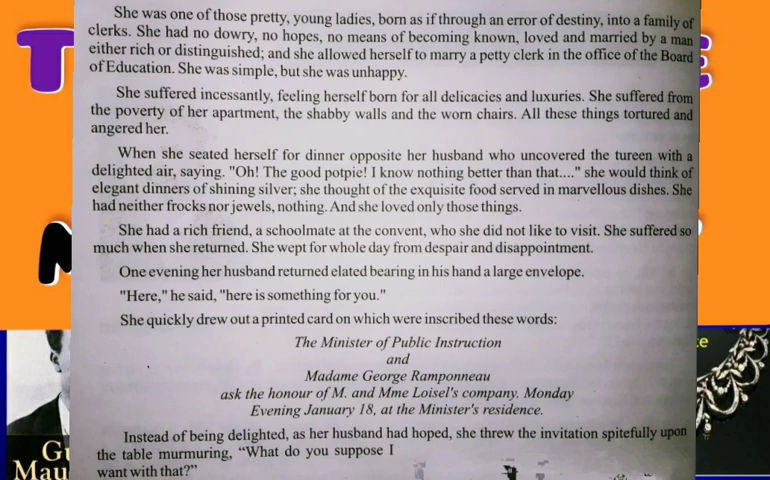 She was one of those pretty, young ladies, born as if through an error of destiny, into a family of
clerks. She had no dowry, no hopes, no means of becoming known, loved and married by a man
either rich or distinguished; and she allowed herself to marry a petty clerk in the office of the Board
of Education. She was simple, but she was unhappy.
She suffered incessantly, feeling herself born for all delicacies and luxuries. She suffered from
the poverty of her apartment, the shabby walls and the worn chairs. All these things tortured and
angered her.
When she seated herself for dinner opposite her husband who uncovered the tureen with a
delighted air, saying. "Oh! The good potpie! I know nothing better than that...." she would think of
elegant dinners of shining silver; she thought of the exquisite food served in marvellous dishes. She
had neither frocks nor jewels, nothing. And she loved only those things.
She had a rich friend, a schoolmate at the convent, who she did not like to visit. She suffered so
much when she returned. She wept for whole day from despair and disappointment.
One evening her husband returned elated bearing in his hand a large envelope.
"Here," he said, "here is something for you."
She quickly drew out a printed card on which were inscribed these words:
The Minister of Public Instruction
and
Madame George Ramponneau
ask the honour of M. and Mme Loisel's company. Monday
Evening January 18, at the Minister's residence.
Instead of being delighted, as her husband had hoped, she threw the invitation spitefully upon
the table murmuring, “What do you suppose I
want with that?”